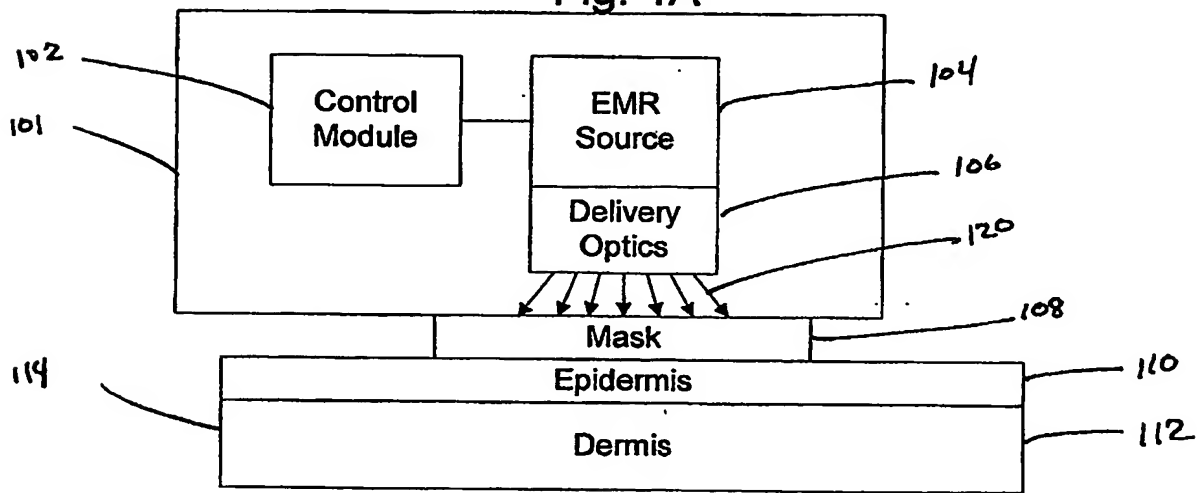 102
Control
Module
EMR
Source
104
101
Delivery
Optics
106
120
Mask
108
114
Epidermis
110
Dermis
112